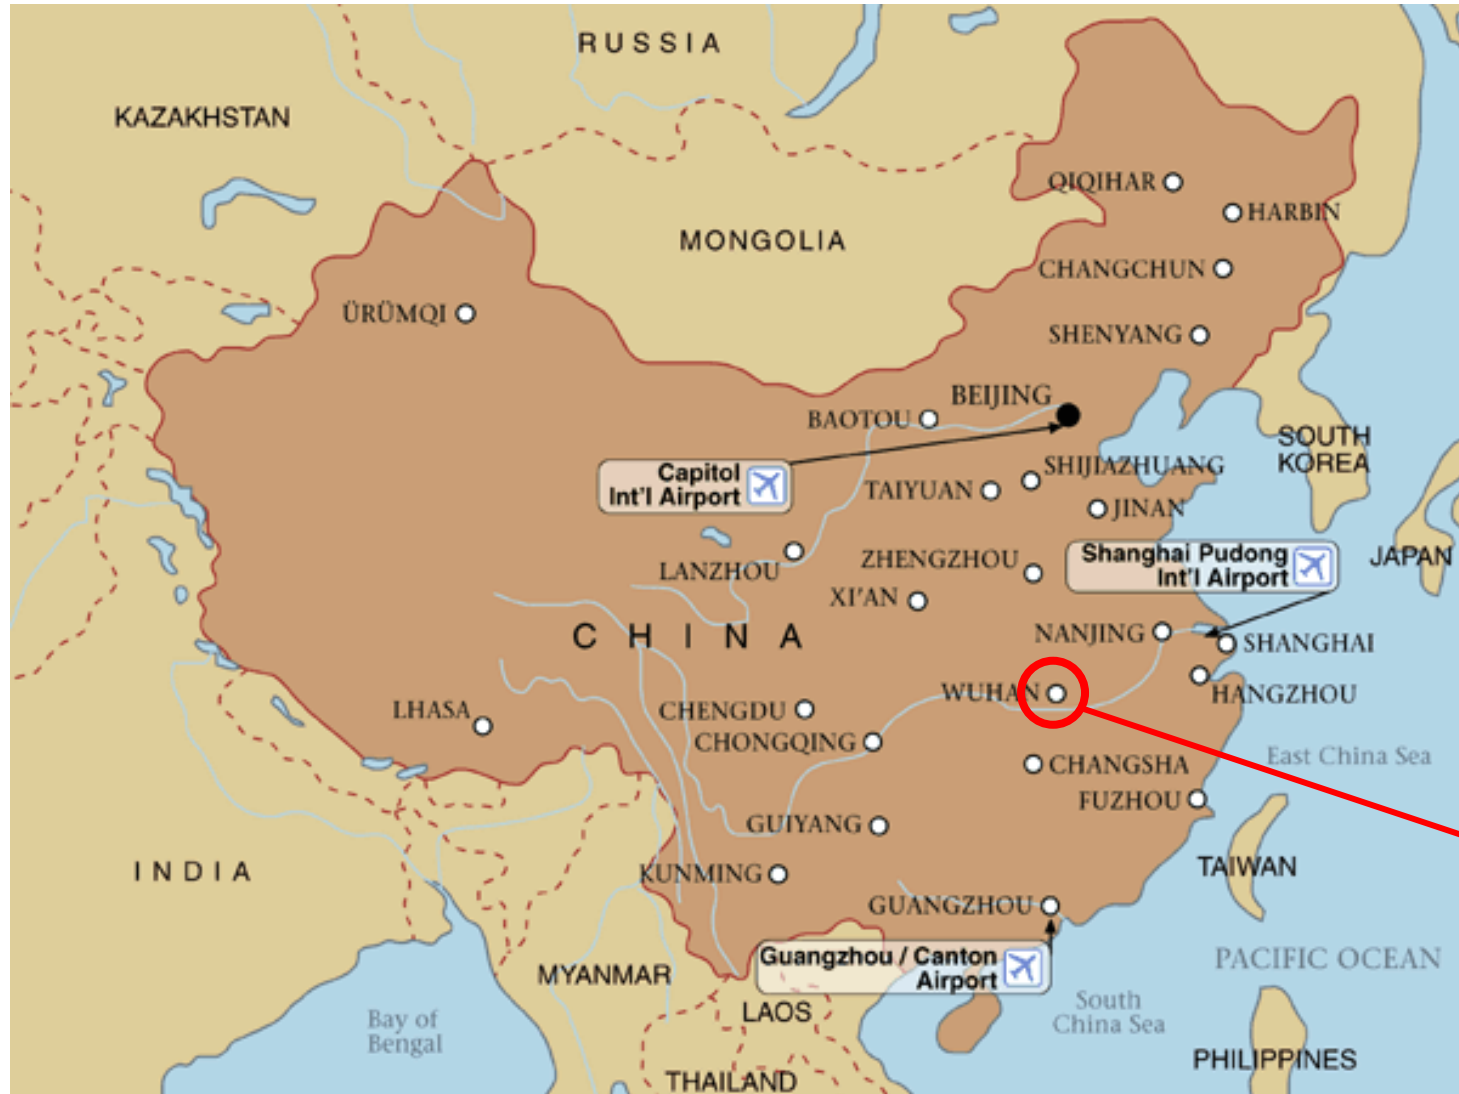 RUSSIA
KAZAKHSTAN
QIQIHAR
HARBIN
MONGOLIA
CHANGCHUN
ÜRÜMQI
SHENYANG
BEIJING
BAOTOU
SOUTH
KOREA
Capitol
Int'l Airport
SHIJIAZHUANG
TAIYUAN
JINAN
Shanghai Pudong
Int'l Airport
JAPAN
ZHENGZHOU
LANZHOU
XI'AN
CHINA
NANJING
SHANGHAI
WUHAN
HANGZHOU
LHASA
CHENGDU
CHONGQING
East China Sea
CHANGSHA
FUZHOU
GUIYANG
INDIA
TAIWAN
KUNMING
GUANGZHOU
Guangzhou / Canton
Airport
PACIFIC OCEAN
MYANMAR
LAOS
South
China Sea
Bay of
Bengal
PHILIPPINES
THAILAND